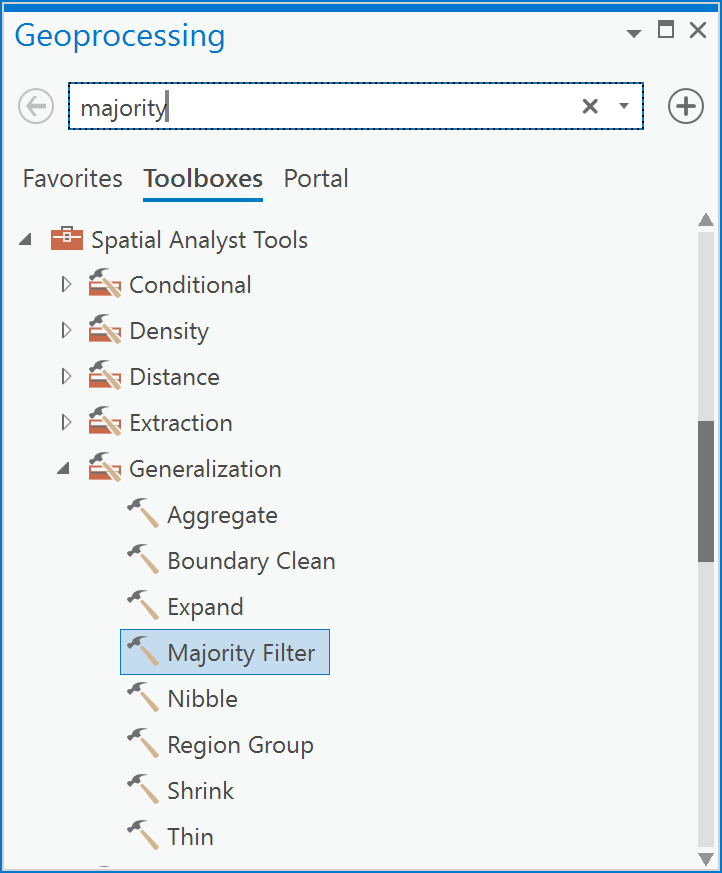 Geoprocessing
majority
Favorites Toolboxes Portal
Spatial Analyst Tools
Conditional
Density
Distance
Extraction
Generalization
Aggregate
Boundary Clean
Expand
Majority Filter
Nibble
Region Group
Shrink
Thin